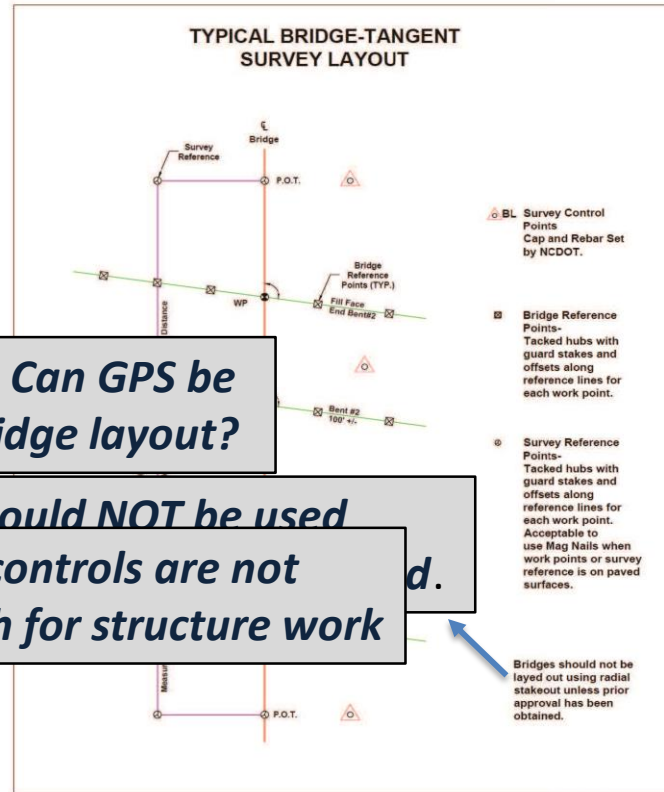 TYPICAL BRIDGE-TANGENT
SURVEY LAYOUT
℄
Bridge
Survey
Reference
P.O.T.
BL Survey Control
Points
Cap and Rebar Set
by NCDOT.
Bridge
Reference
Points (TYP.)
WP
Fill Face
End Bent#2
Distance
Bridge Reference
Points-
Tacked hubs with
guard stakes and
offsets along
reference lines for
each work point.
Can GPS be
idge layout?
Bent #2
100' +/-
Survey Reference
Points-
Tacked hubs with
guard stakes and
offsets along
reference lines for
each work point.
Acceptable to
use Mag Nails when
work points or survey
reference is on paved
surfaces.
ould NOT be used
controls are not
d.
h for structure work
Bridges should not be
layed out using radial
stakeout unless prior
approval has been
obtained.
P.O.T.